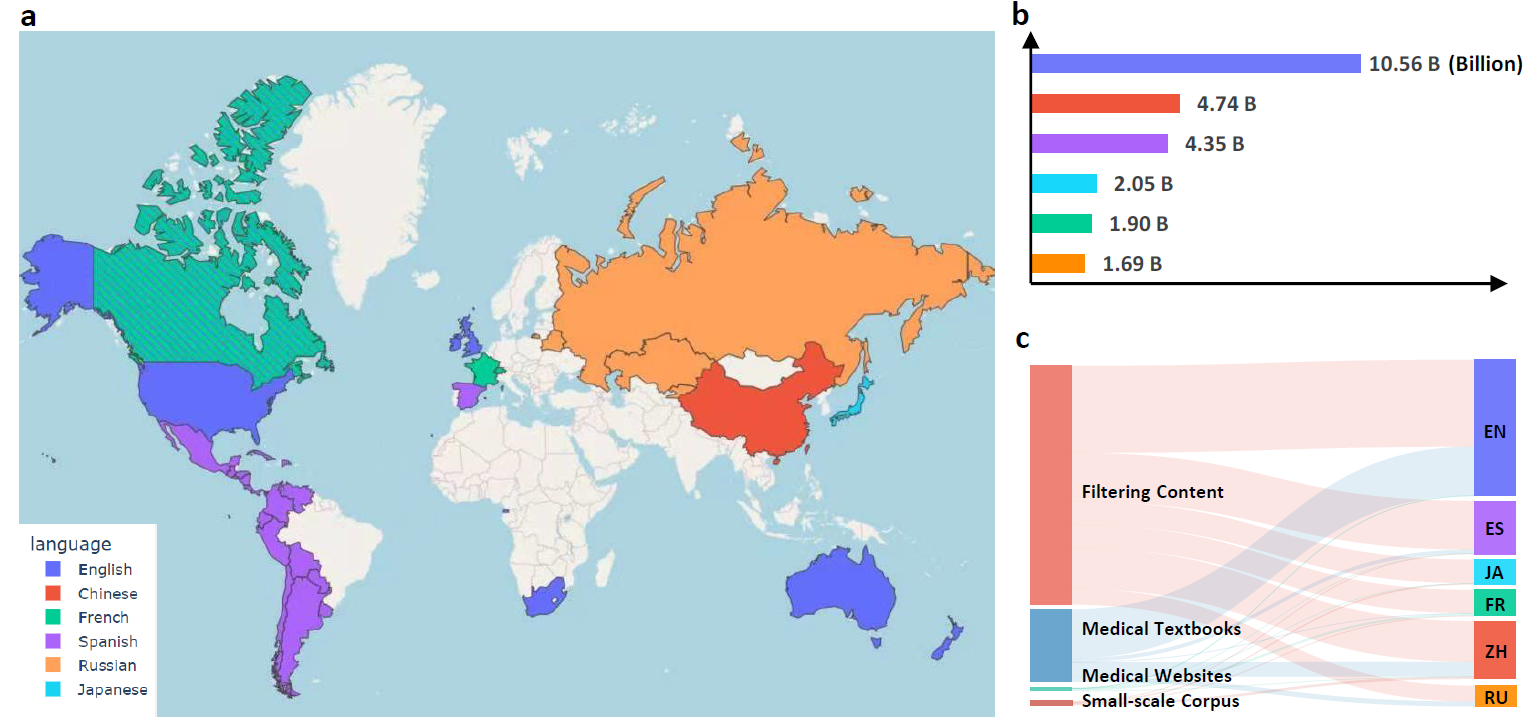 a
language
English
Chinese
French
Spanish
Russian
Japanese
b
10.56 B (Billion)
4.74 B
4.35 B
2.05 B
1.90 B
1.69 B
c
Filtering Content
Medical Textbooks
Medical Websites
Small-scale Corpus
EN
ES
JA
FR
ZH
RU